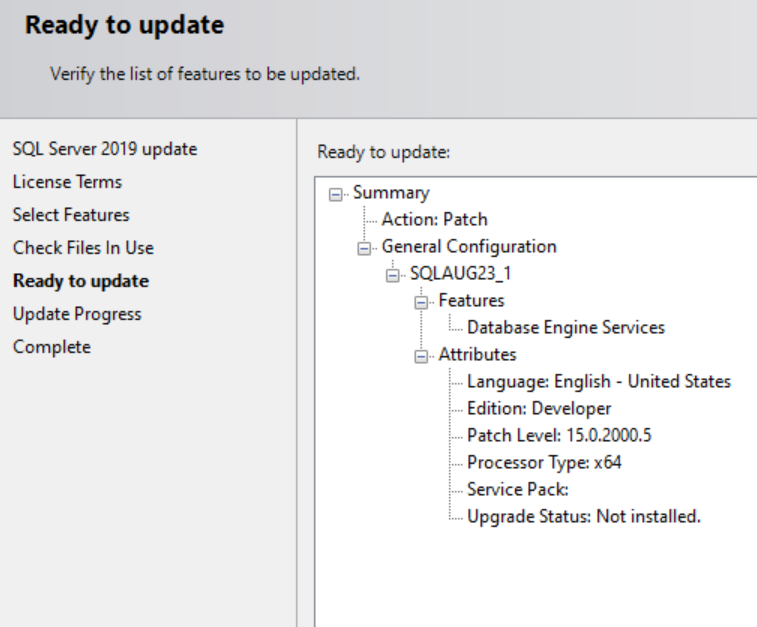 Ready to update
Verify the list of features to be updated.
SQL Server 2019 update
License Terms
Select Features
Check Files In Use
Ready to update
Update Progress
Complete
Ready to update:
Summary
Action: Patch
General Configuration
SQLAUG23_1
Features
Database Engine Services
Attributes
Language: English - United States
Edition: Developer
Patch Level: 15.0.2000.5
Processor Type: x64
Service Pack:
Upgrade Status: Not installed.